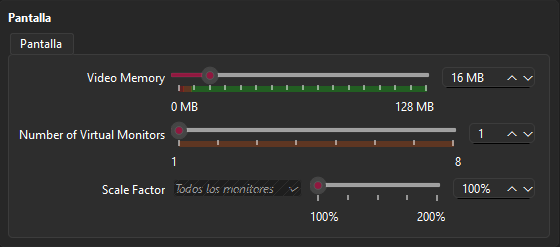 Pantalla
Pantalla
Video Memory 16 MB
0 MB 128 MB
Number of Virtual Monitors 1
1 8
Scale Factor Todos los monitores 100%
100% 200%